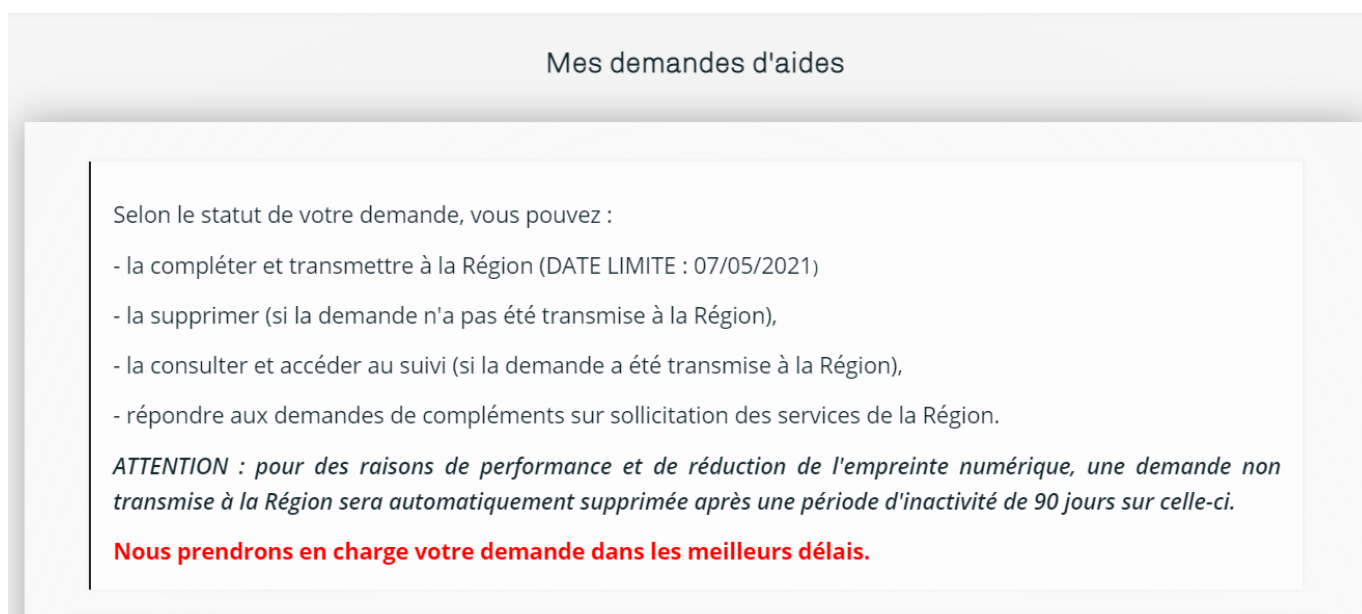 Mes demandes d'aides
Selon le statut de votre demande, vous pouvez :
- la compléter et transmettre à la Région (DATE LIMITE : 07/05/2021)
- la supprimer (si la demande n'a pas été transmise à la Région),
- la consulter et accéder au suivi (si la demande a été transmise à la Région),
- répondre aux demandes de compléments sur sollicitation des services de la Région.
ATTENTION : pour des raisons de performance et de réduction de l'empreinte numérique, une demande non
transmise à la Région sera automatiquement supprimée après une période d'inactivité de 90 jours sur celle-ci.
Nous prendrons en charge votre demande dans les meilleurs délais.